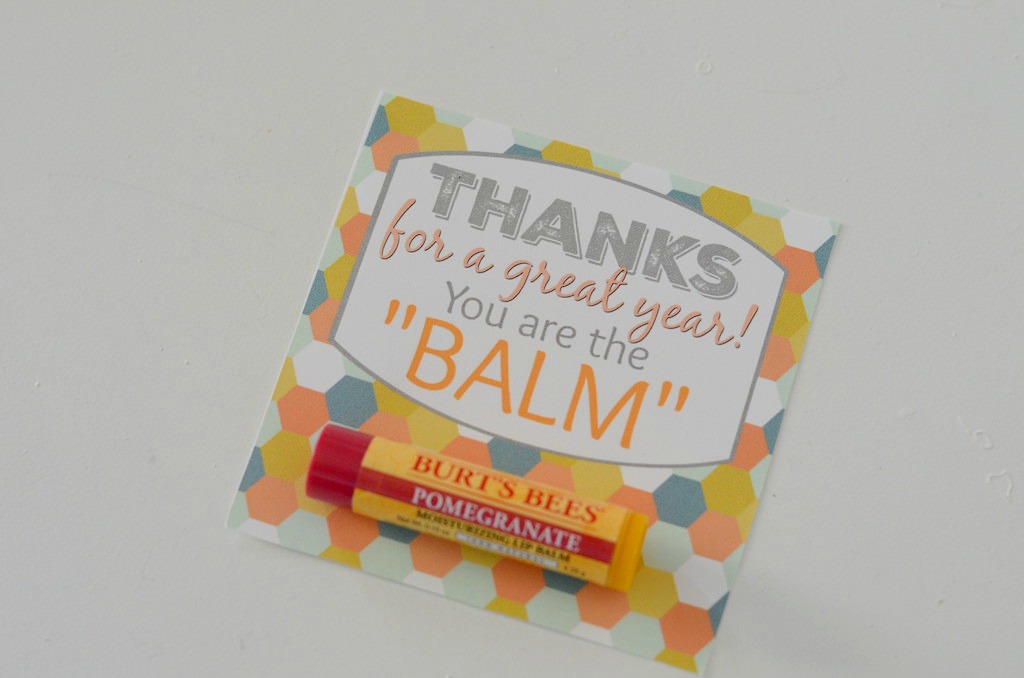 THANKS
for a great year!
You are the
"BALM"
BURT'S BEES
POMEGRANATE
MOISTURIZING LIP BALM